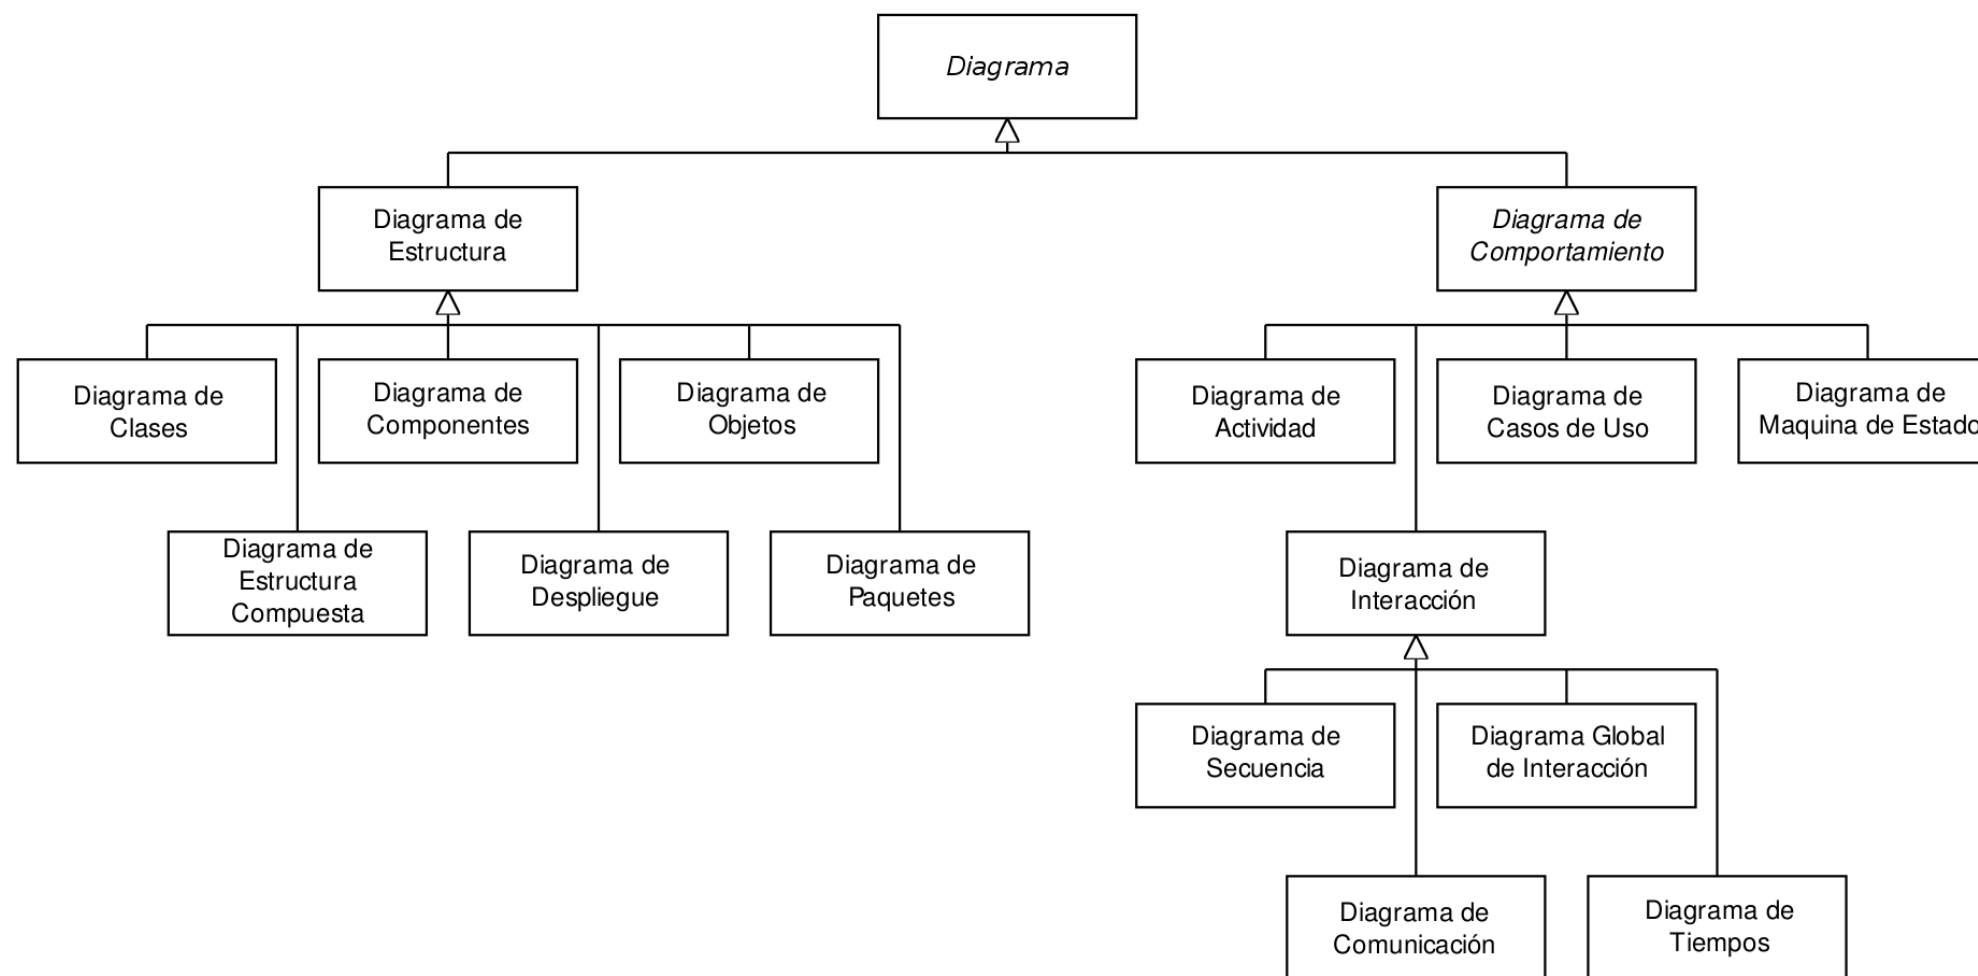 Diagrama
Diagrama de
Estructura
Diagrama de
Comportamiento
Diagrama de
Clases
Diagrama de
Componentes
Diagrama de
Objetos
Diagrama de
Actividad
Diagrama de
Casos de Uso
Diagrama de
Maquina de Estado
Diagrama de
Estructura
Compuesta
Diagrama de
Despliegue
Diagrama de
Paquetes
Diagrama de
Interacción
Diagrama de
Secuencia
Diagrama Global
de Interacción
Diagrama de
Comunicación
Diagrama de
Tiempos